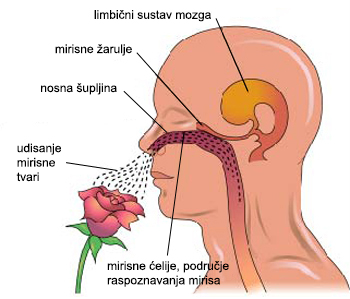 limbični sustav mozga
mirisne žarulje
nosna šupljina
udisanje
mirisne
tvari
mirisne ćelije, područje
raspoznavanja mirisa